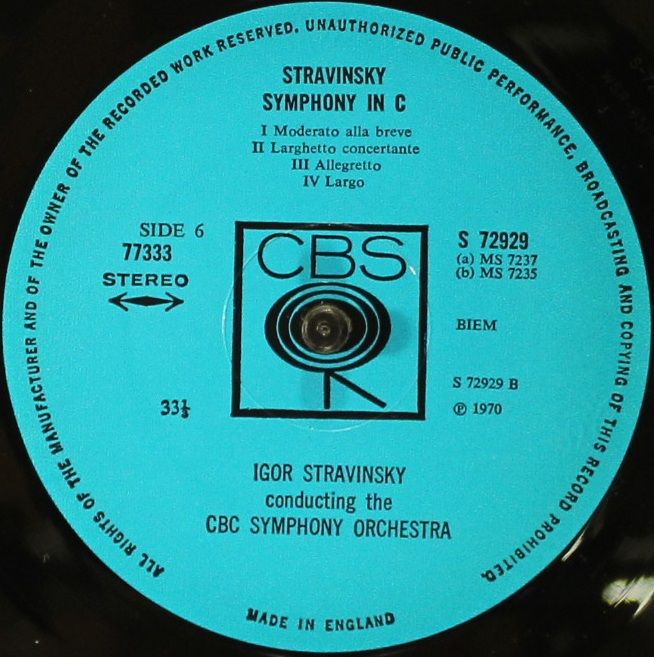 ALL RIGHTS OF THE MANUFACTURER AND OF THE OWNER OF THE RECORDED WORK RESERVED. UNAUTHORIZED PUBLIC PERFORMANCE, BROADCASTING AND COPYING OF THIS RECORD PROHIBITED.
STRAVINSKY
SYMPHONY IN C
I Moderato alla breve
II Larghetto concertante
III Allegretto
IV Largo
SIDE 6
77333
STEREO
CBS
S 72929
(a) MS 7237
(b) MS 7235
BIEM
33⅓
S 72929 B
℗ 1970
IGOR STRAVINSKY
conducting the
CBC SYMPHONY ORCHESTRA
MADE IN ENGLAND